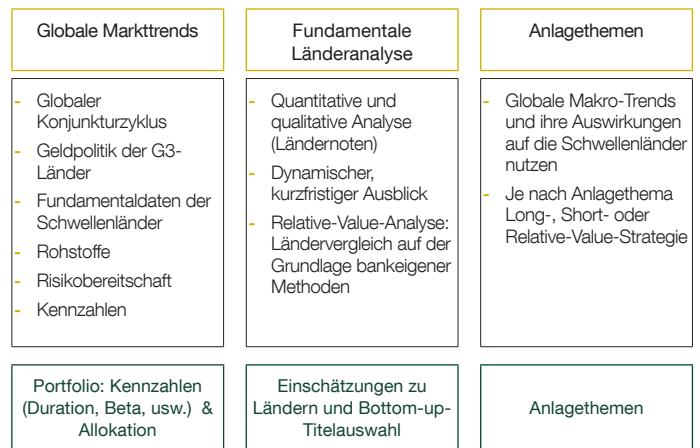 Globale Markttrends
- Globaler
Konjunkturzyklus
- Geldpolitik der G3-
Länder
- Fundamentaldaten der
Schwellenländer
- Rohstoffe
- Risikobereitschaft
- Kennzahlen
Portfolio: Kennzahlen
(Duration, Beta, usw.) &
Allokation
Fundamentale
Länderanalyse
- Quantitative und
qualitative Analyse
(Ländernoten)
- Dynamischer,
kurzfristiger Ausblick
- Relative-Value-Analyse:
Ländervergleich auf der
Grundlage bankeigener
Methoden
Einschätzungen zu
Ländern und Bottom-up-
Titelauswahl
Anlagethemen
- Globale Makro-Trends
und ihre Auswirkungen
auf die Schwellenländer
nutzen
- Je nach Anlagethema
Long-, Short- oder
Relative-Value-Strategie
Anlagethemen